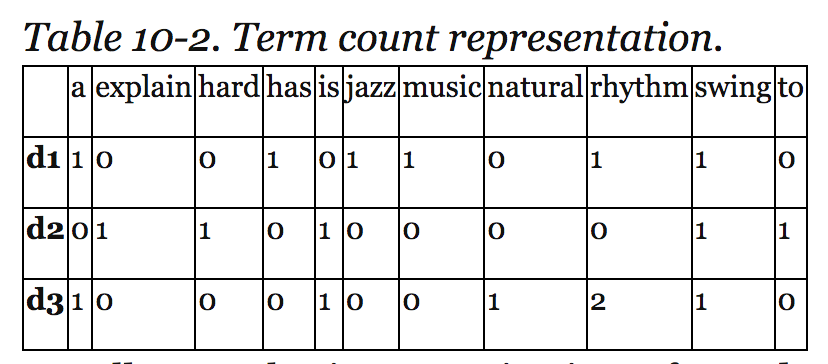 Table 10-2. Term count representation.
a explain hard has is jazz music natural rhythm swing to
d1 1 0 0 1 0 1 1 0 1 1 0
d2 0 1 1 0 1 0 0 0 0 1 1
d3 1 0 0 0 1 0 0 1 2 1 0